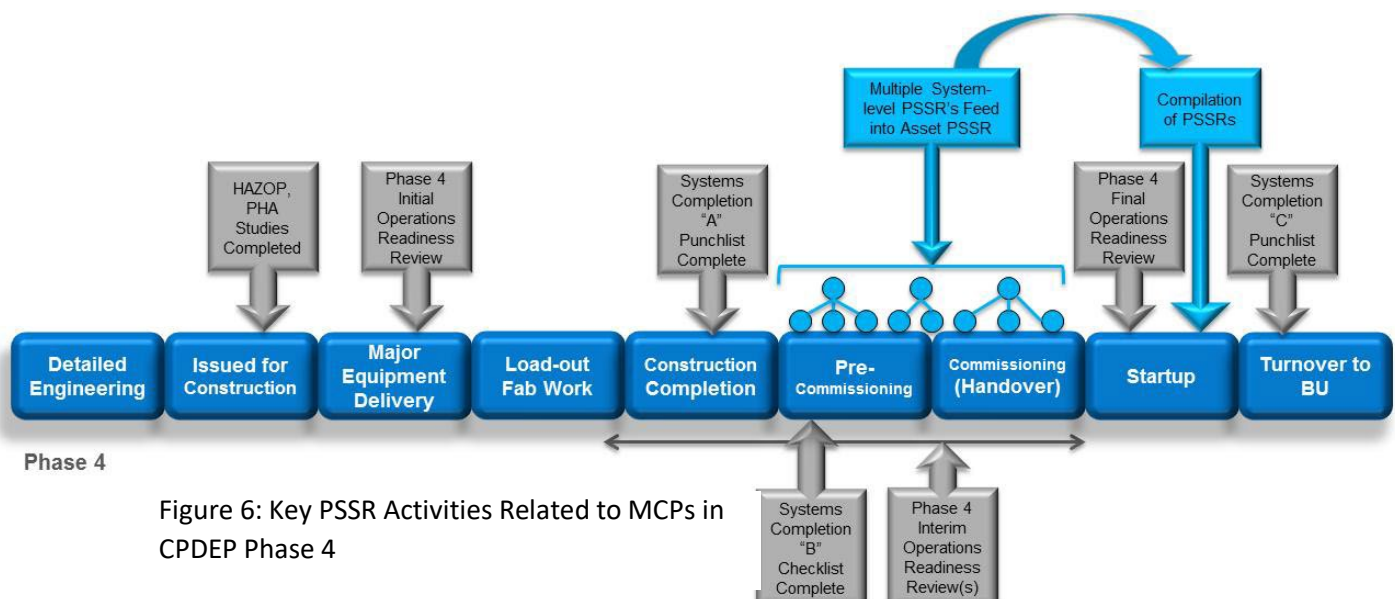 Multiple System-
level PSSR's Feed
into Asset PSSR
Compilation
of PSSRs
HAZOP,
PHA
Studies
Completed
Phase 4
Initial
Operations
Readiness
Review
Systems
Completion
“A”
Punchlist
Complete
Phase 4
Final
Operations
Readiness
Review
Systems
Completion
“C”
Punchlist
Complete
Detailed
Engineering
Issued for
Construction
Major
Equipment
Delivery
Load-out
Fab Work
Construction
Completion
Pre-
Commissioning
Commissioning
(Handover)
Startup
Turnover to
BU
Phase 4
Figure 6: Key PSSR Activities Related to MCPs in
CPDEP Phase 4
Systems
Completion
“B”
Checklist
Complete
Phase 4
Interim
Operations
Readiness
Review(s)